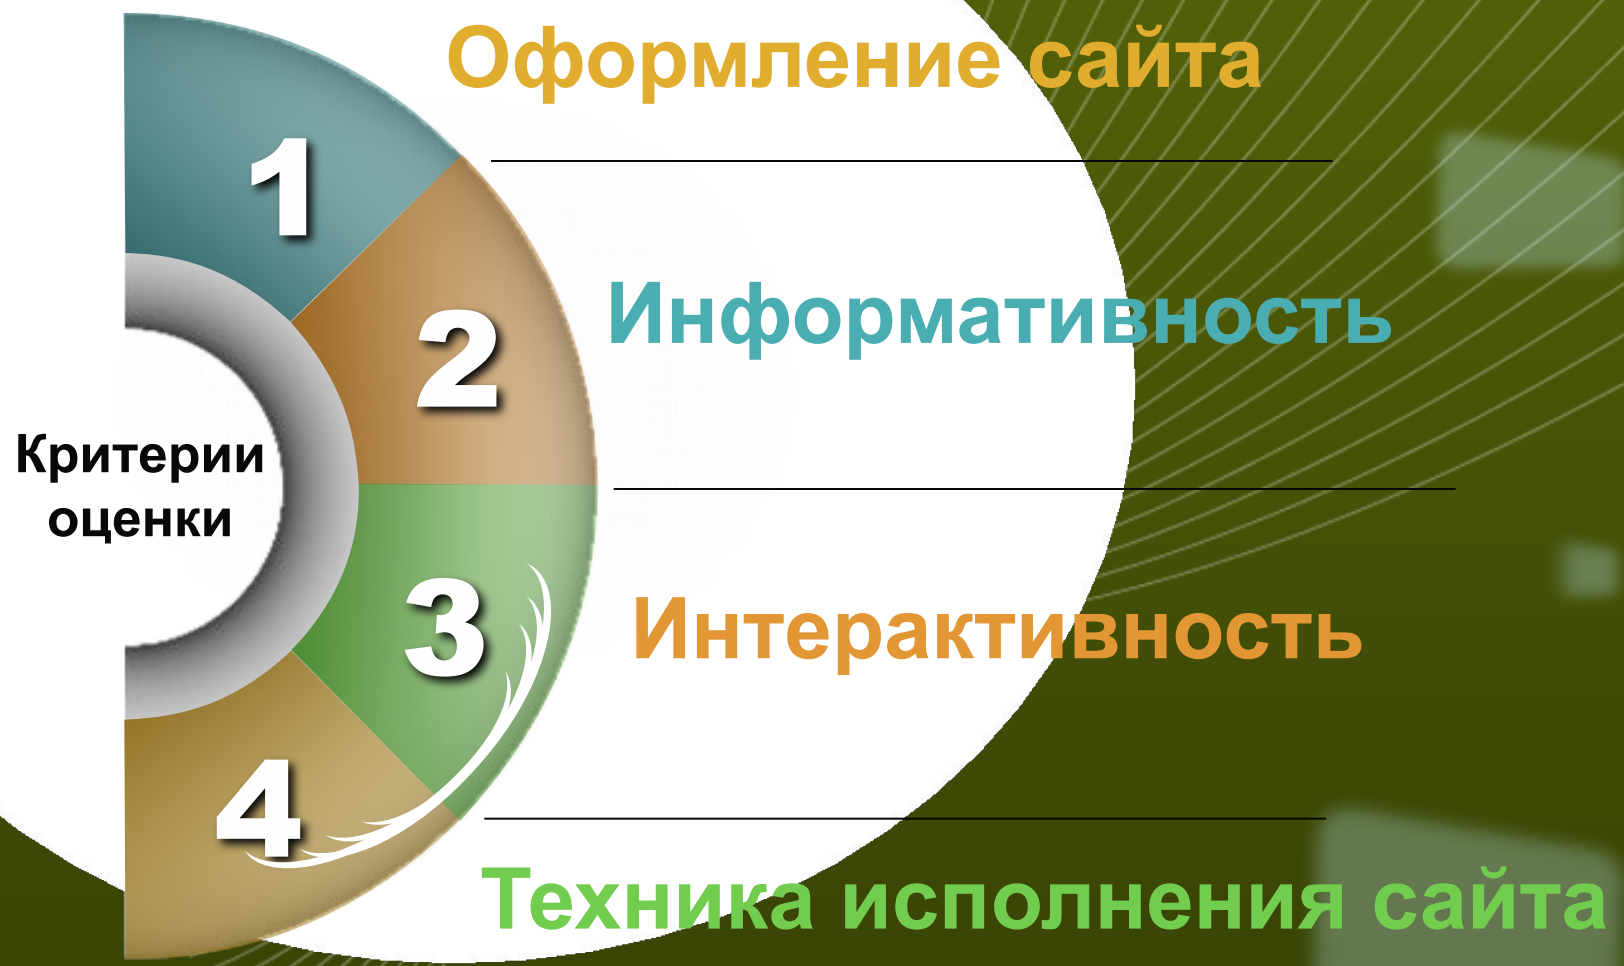 Оформление сайта
1
Информативность
2
Критерии
оценки
Интерактивность
3
4
Техника исполнения сайта